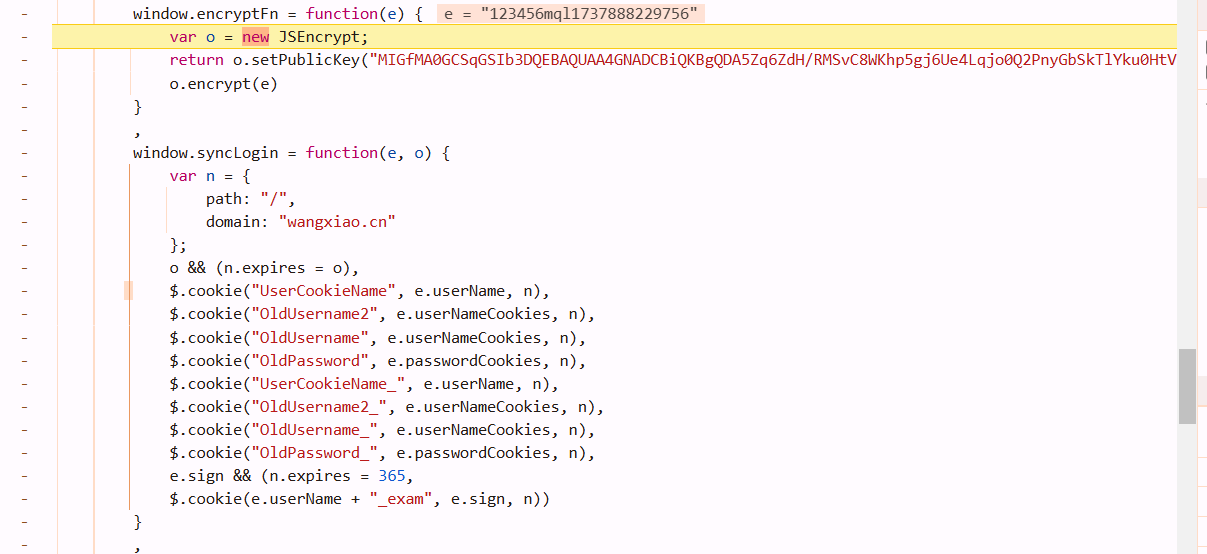 window.encryptFn = function(e) { e = "123456mql1737888229756"
var o = new JSEncrypt;
return o.setPublicKey("MIGfMA0GCSqGSIb3DQEBAQUAA4GNADCBiQKBgQDA5Zq6ZdH/RMSvC8WKhp5gj6Ue4Lqjo0Q2PnyGbSkTlYku0HtV
o.encrypt(e)
}
,
window.syncLogin = function(e, o) {
var n = {
path: "/",
domain: "wangxiao.cn"
};
o && (n.expires = o),
$.cookie("UserCookieName", e.userName, n),
$.cookie("OldUsername2", e.userNameCookies, n),
$.cookie("OldUsername", e.userNameCookies, n),
$.cookie("OldPassword", e.passwordCookies, n),
$.cookie("UserCookieName_", e.userName, n),
$.cookie("OldUsername2_", e.userNameCookies, n),
$.cookie("OldUsername_", e.userNameCookies, n),
$.cookie("OldPassword_", e.passwordCookies, n),
e.sign && (n.expires = 365,
$.cookie(e.userName + "_exam", e.sign, n))
}
,